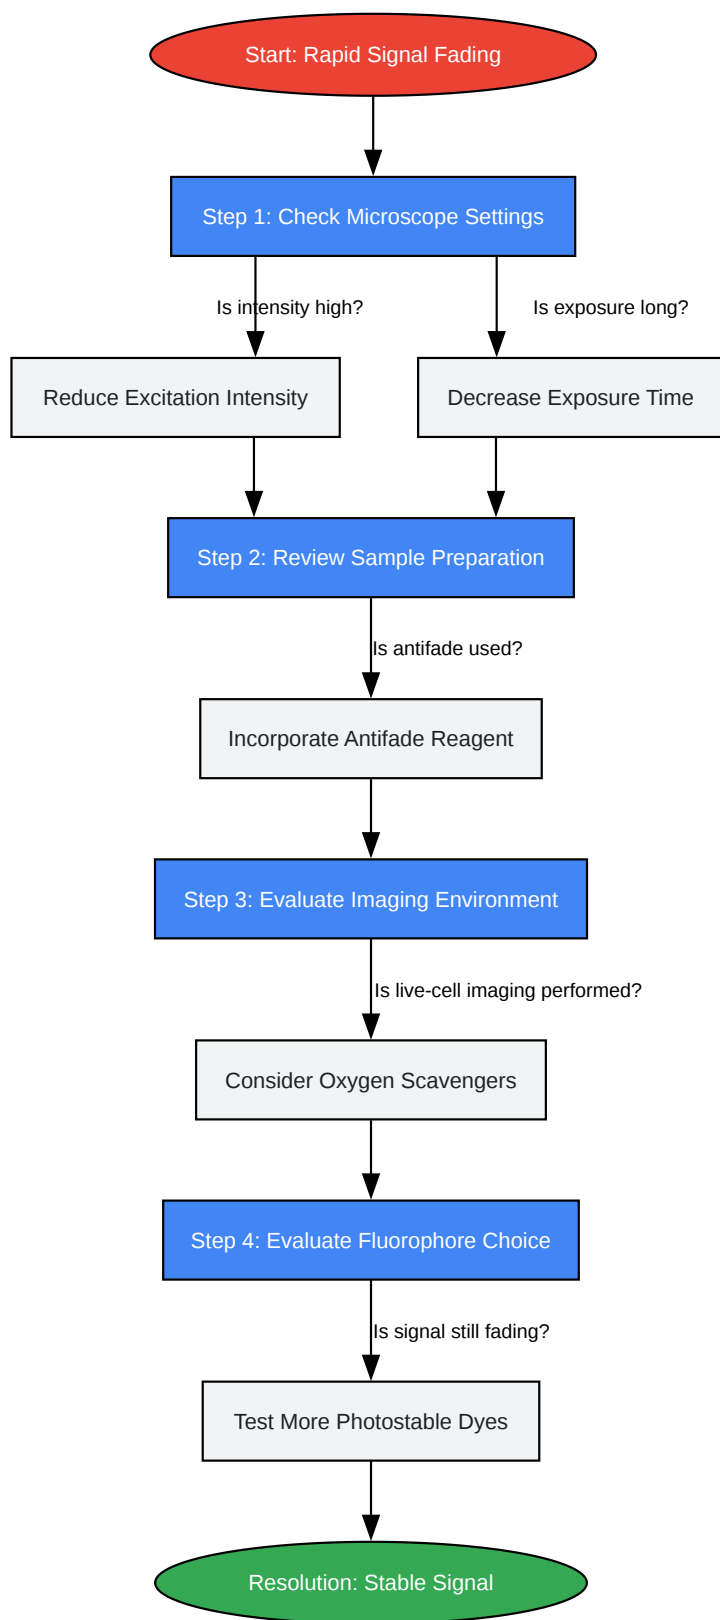 Start: Rapid Signal Fading
Step 1: Check Microscope Settings
Is intensity high?
Is exposure long?
Reduce Excitation Intensity
Decrease Exposure Time
Step 2: Review Sample Preparation
Is antifade used?
Incorporate Antifade Reagent
Step 3: Evaluate Imaging Environment
Is live-cell imaging performed?
Consider Oxygen Scavengers
Step 4: Evaluate Fluorophore Choice
Is signal still fading?
Test More Photostable Dyes
Resolution: Stable Signal